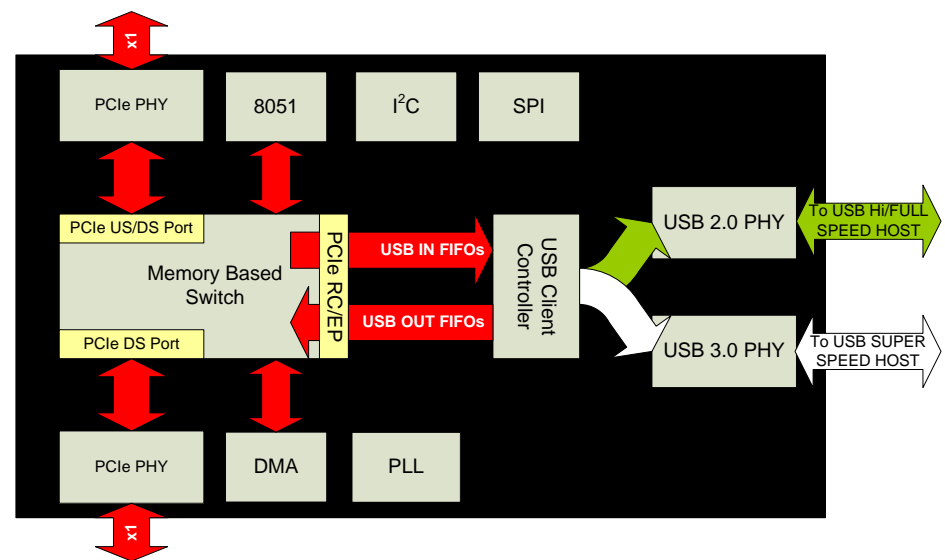 x1
PCIe PHY
8051
I²C
SPI
PCIe US/DS Port
Memory Based
Switch
PCIe DS Port
PCIe RC/EP
USB IN FIFOs
USB OUT FIFOs
USB Client
Controller
USB 2.0 PHY
To USB Hi/FULL
SPEED HOST
USB 3.0 PHY
To USB SUPER
SPEED HOST
PCIe PHY
DMA
PLL
x1